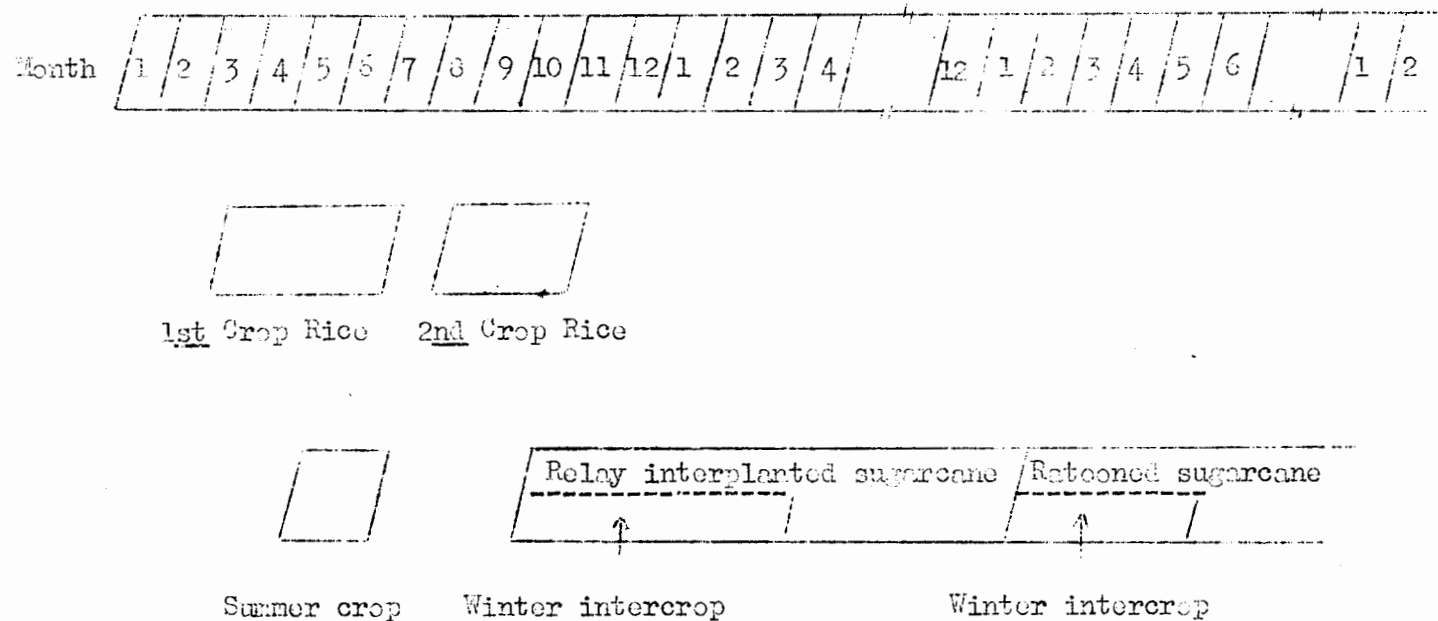 Month 1 2 3 4 5 6 7 8 9 10 11 12 1 2 3 4 12 1 2 3 4 5 6 1 2
1st Crop Rice 2nd Crop Rice
Relay interplanted sugarcane Ratooned sugarcane
Summer crop Winter intercrop Winter intercrop